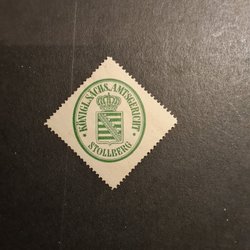 KÖNIGL. SÄCHS. AMTSGERICHT
STOLLBERG